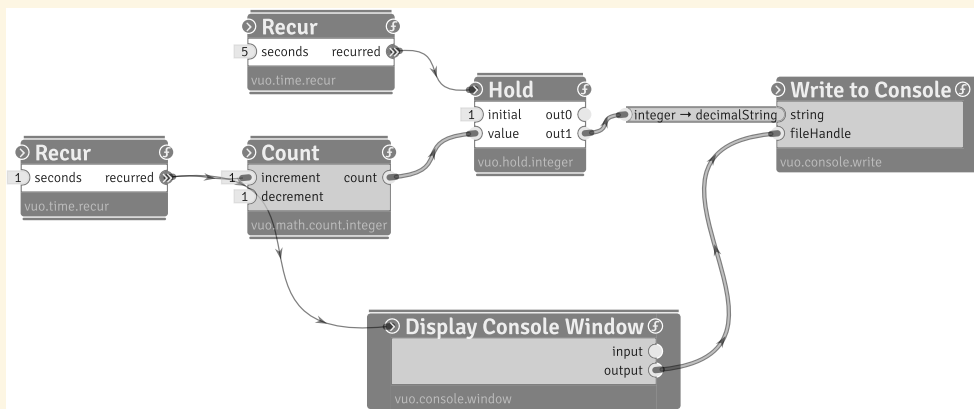 Recur
5 seconds recurred
vuo.time.recur
Hold
1 initial out0
value out1
vuo.hold.integer
integer → decimalString
Write to Console
string
fileHandle
vuo.console.write
Recur
1 seconds recurred
vuo.time.recur
Count
1 increment count
1 decrement
vuo.math.count.integer
Display Console Window
input
output
vuo.console.window